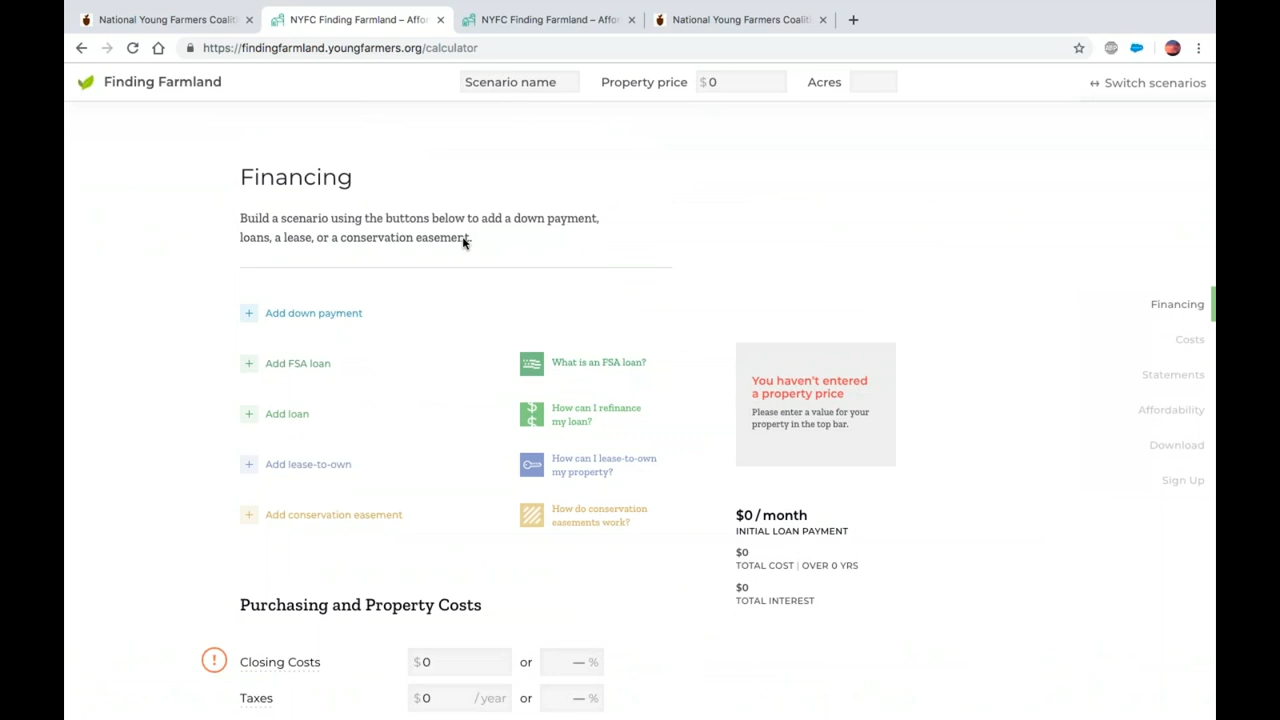 National Young Farmers Coaliti
NYFC Finding Farmland – Affor
NYFC Finding Farmland – Affo
National Young Farmers Coaliti
https://findingfarmland.youngfarmers.org/calculator
Finding Farmland
Scenario name
Property price
$0
Acres
↔ Switch scenarios
Financing
Build a scenario using the buttons below to add a down payment,
loans, a lease, or a conservation easement.
+ Add down payment
+ Add FSA loan
What is an FSA loan?
+ Add loan
How can I refinance
my loan?
+ Add lease-to-own
How can I lease-to-own
my property?
+ Add conservation easement
How do conservation
easements work?
You haven't entered
a property price
Please enter a value for your
property in the top bar.
$0 / month
INITIAL LOAN PAYMENT
$0
TOTAL COST | OVER 0 YRS
$0
TOTAL INTEREST
Financing
Costs
Statements
Affordability
Download
Sign Up
Purchasing and Property Costs
! Closing Costs
$0
or
— %
Taxes
$0 / year
or
— %